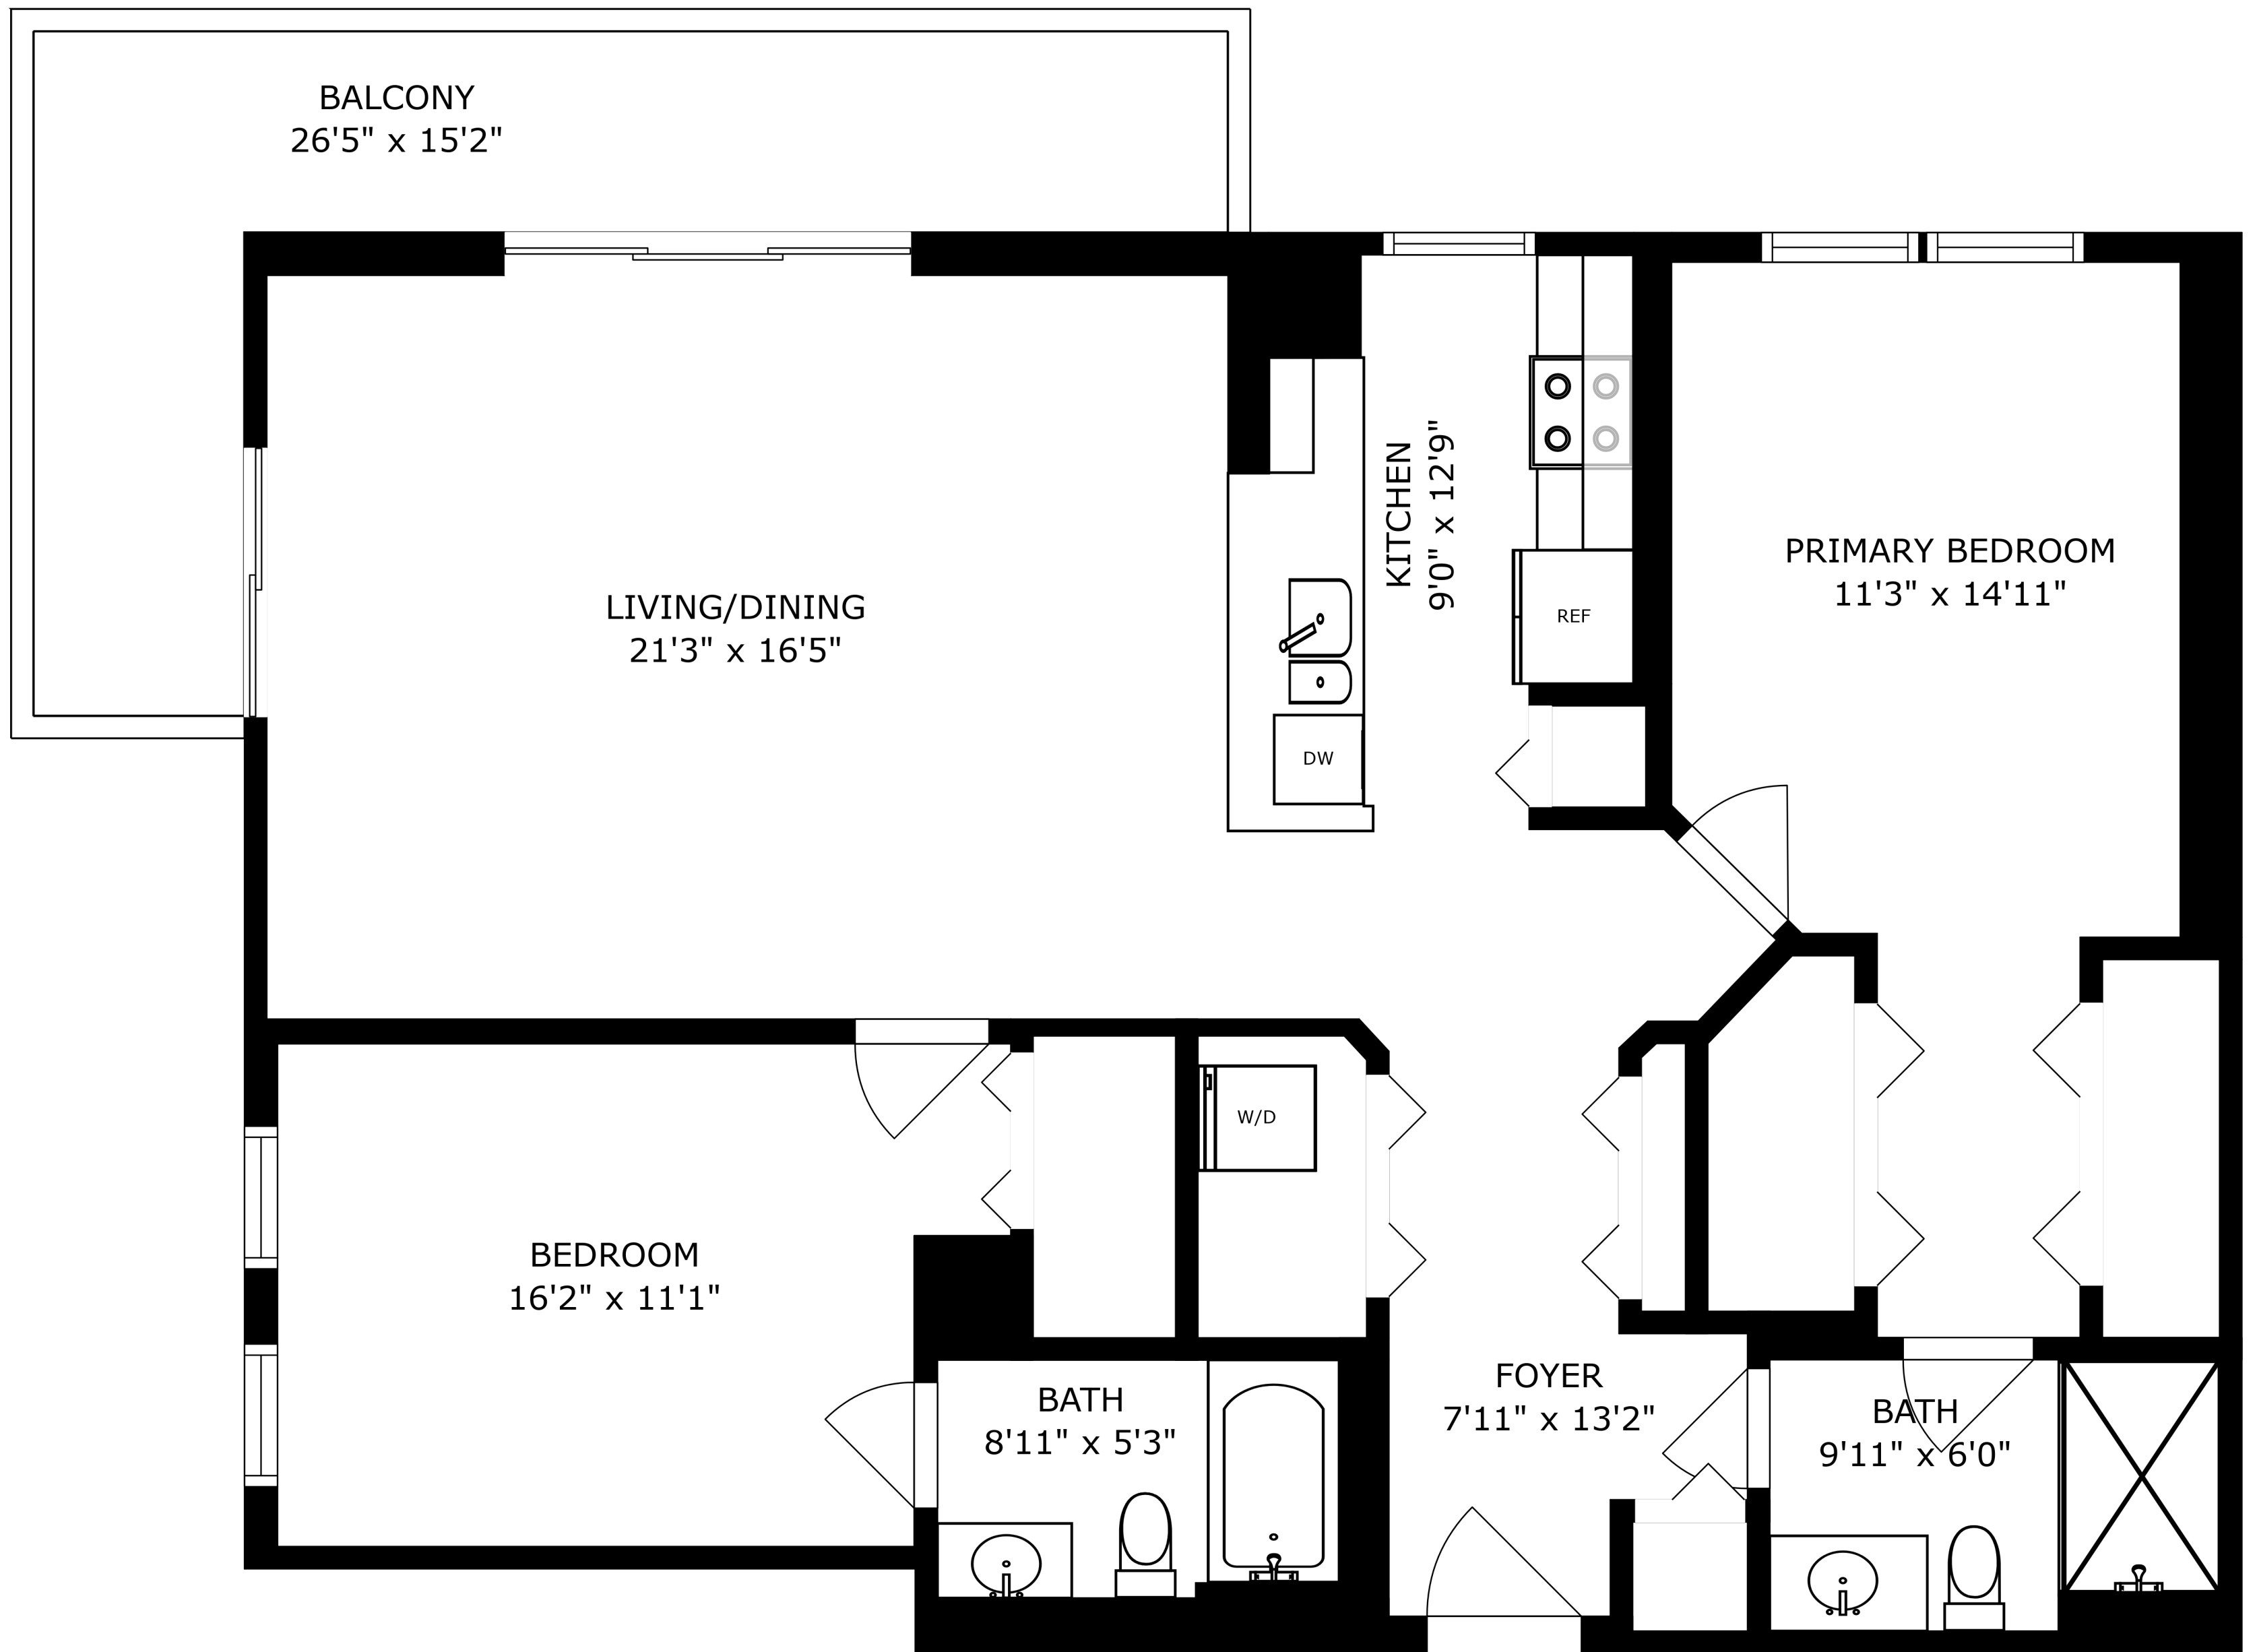 BALCONY
26'5" x 15'2"
LIVING/DINING
21'3" x 16'5"
KITCHEN
9'0" x 12'9"
REF
DW
PRIMARY BEDROOM
11'3" x 14'11"
W/D
BEDROOM
16'2" x 11'1"
BATH
8'11" x 5'3"
FOYER
7'11" x 13'2"
BATH
9'11" x 6'0"